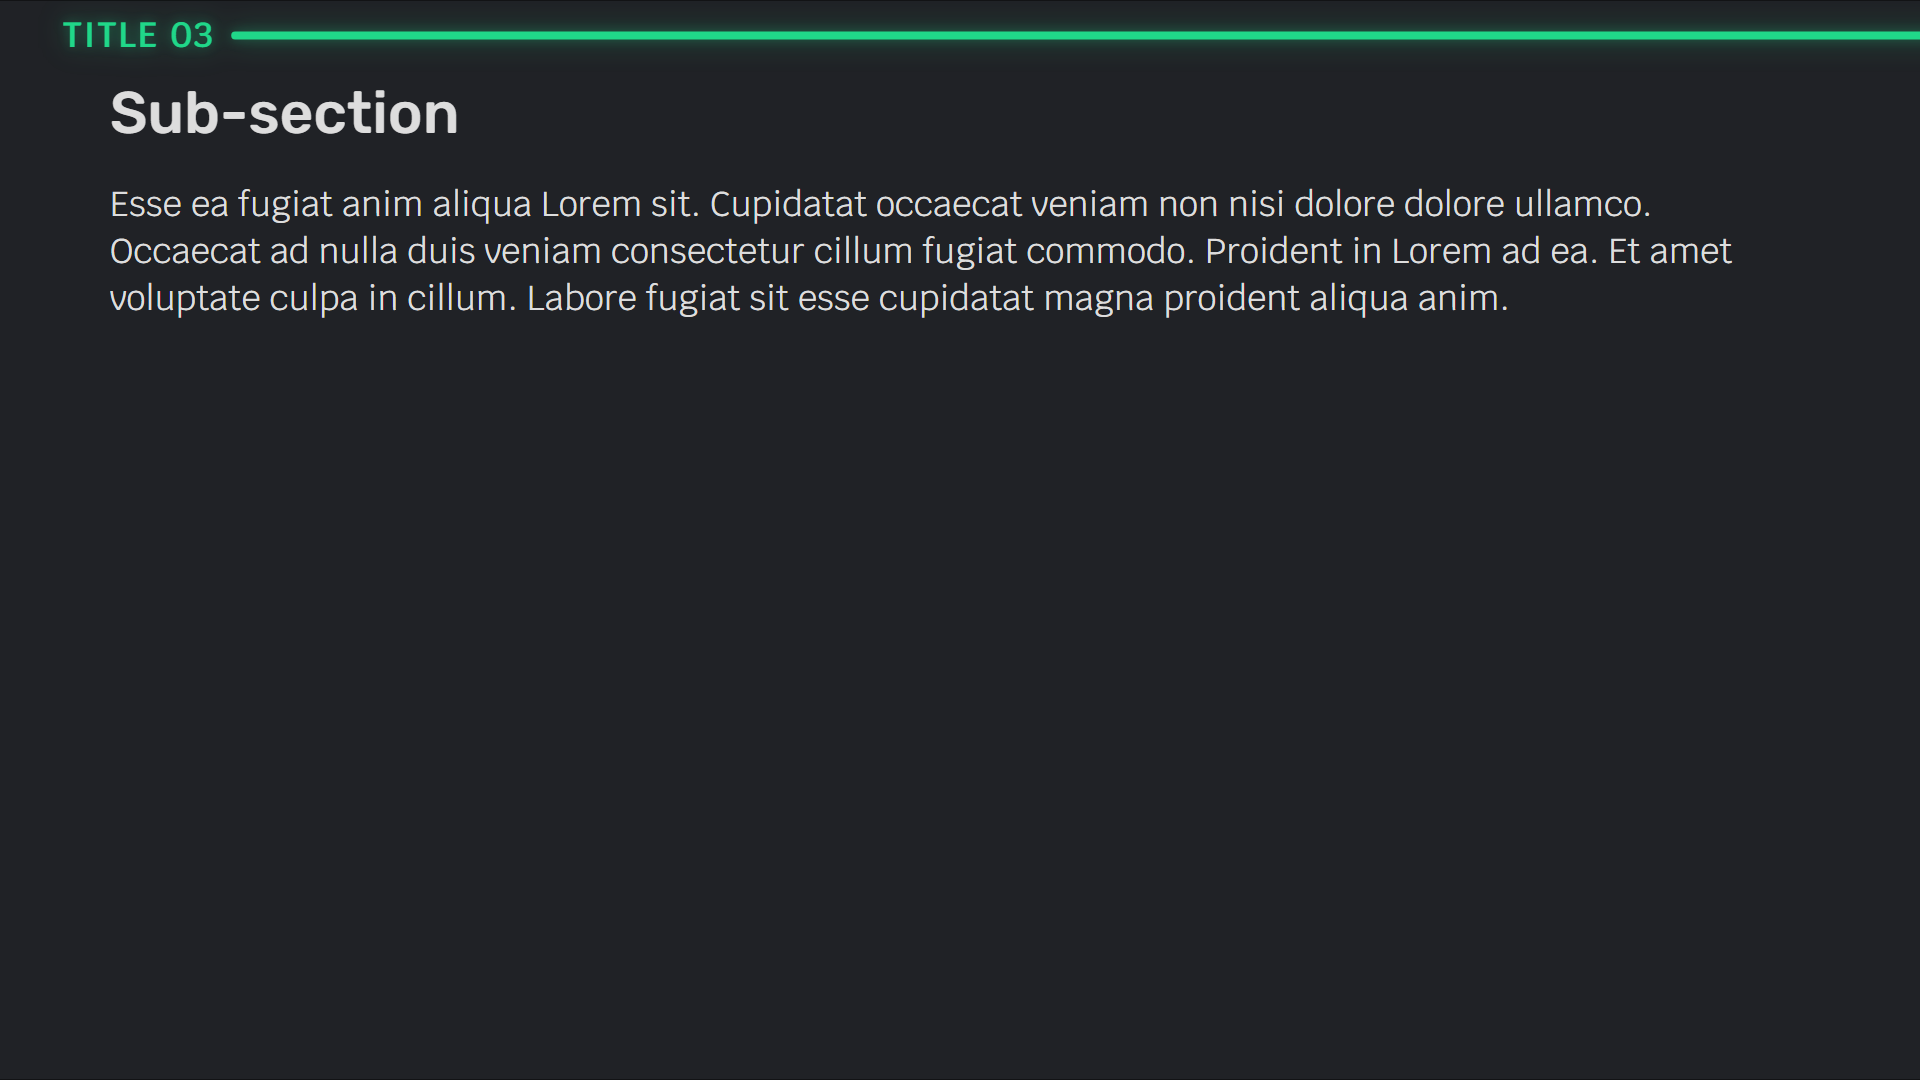 TITLE 03
Sub-section
Esse ea fugiat anim aliqua Lorem sit. Cupidatat occaecat veniam non nisi dolore dolore ullamco.
Occaecat ad nulla duis veniam consectetur cillum fugiat commodo. Proident in Lorem ad ea. Et amet
voluptate culpa in cillum. Labore fugiat sit esse cupidatat magna proident aliqua anim.